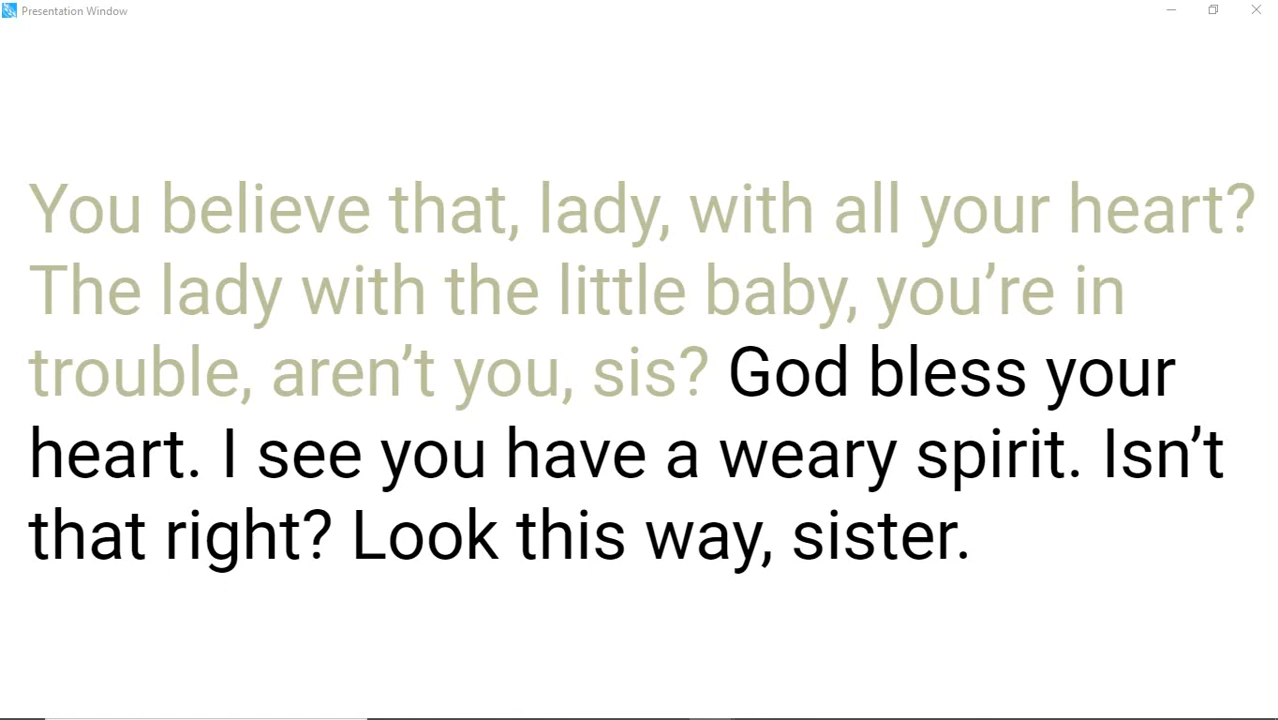 Presentation Window
You believe that, lady, with all your heart?
The lady with the little baby, you’re in
trouble, aren’t you, sis? God bless your
heart. I see you have a weary spirit. Isn’t
that right? Look this way, sister.